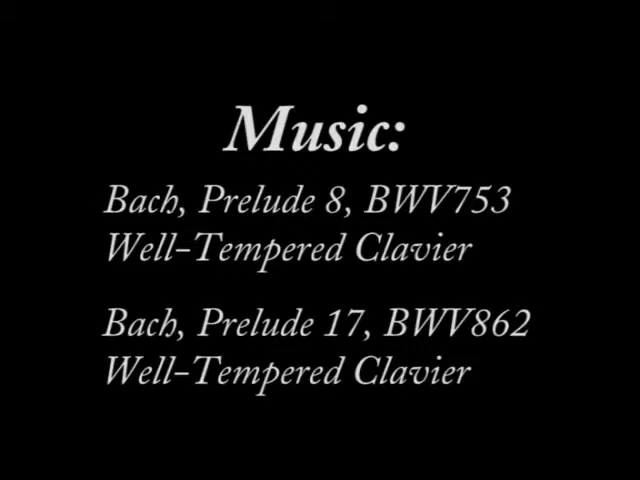 Music:
Bach, Prelude 8, BWV753
Well-Tempered Clavier
Bach, Prelude 17, BWV862
Well-Tempered Clavier